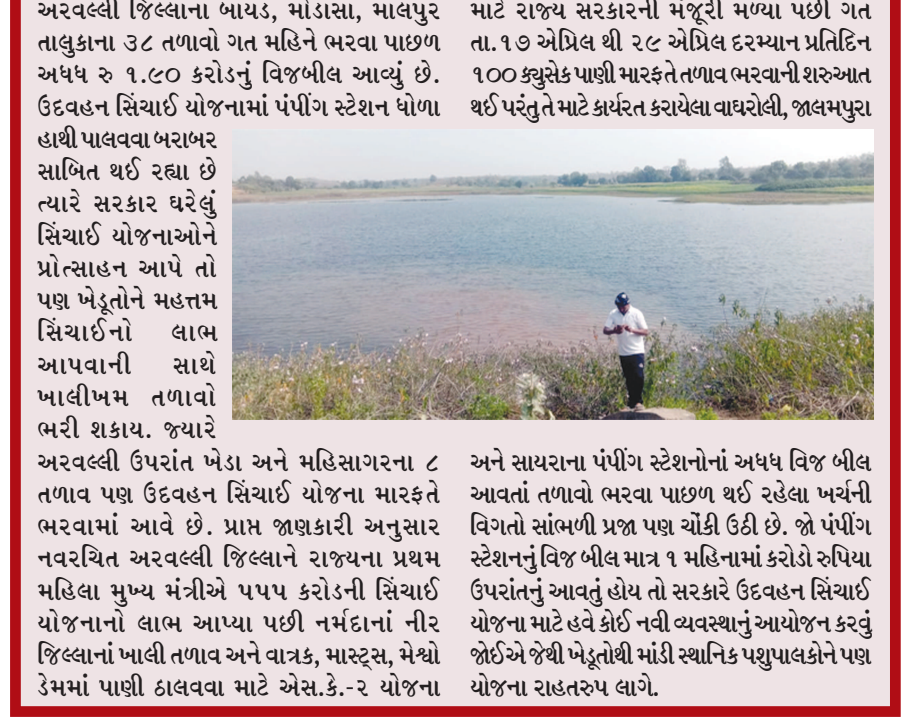 અરવલ્લી જિલ્લાના બાયડ, મોડાસા, માલપુર
તાલુકાના ૩૮ તળાવો ગત મહિને ભરવા પાછળ
અધધ રુ ૧.૯૦ કરોડનું વિજબીલ આવ્યું છે.
ઉદવહન સિંચાઈ યોજનામાં પંપીંગ સ્ટેશન ધોળા
હાથી પાલવવા બરાબર
સાબિત થઈ રહ્યા છે
ત્યારે સરકાર ઘરેલું
સિંચાઈ યોજનાઓને
પ્રોત્સાહન આપે તો
પણ ખેડૂતોને મહત્તમ
સિંચાઈનો લાભ
આપવાની સાથે
ખાલીખમ તળાવો
ભરી શકાય. જ્યારે
અરવલ્લી ઉપરાંત ખેડા અને મહિસાગરના ૮
તળાવ પણ ઉદવહન સિંચાઈ યોજના મારફતે
ભરવામાં આવે છે. પ્રાપ્ત જાણકારી અનુસાર
નવરચિત અરવલ્લી જિલ્લાને રાજ્યના પ્રથમ
મહિલા મુખ્ય મંત્રીએ ૫૫૫ કરોડની સિંચાઈ
યોજનાનો લાભ આપ્યા પછી નર્મદાનાં નીર
જિલ્લાનાં ખાલી તળાવ અને વાત્રક, માસ્ટ્સ, મેશ્વો
ડેમમાં પાણી ઠાલવવા માટે એસ.કે.-૨ યોજના
માટે રાજ્ય સરકારની મંજૂરી મળ્યા પછી ગત
તા.૧૭ એપ્રિલ થી ૨૯ એપ્રિલ દરમ્યાન પ્રતિદિન
૧૦૦ ક્યુસેક પાણી મારફતે તળાવ ભરવાની શરુઆત
થઈ પરંતુ તે માટે કાર્યરત કરાયેલા વાઘરોલી, જાલમપુરા
અને સાયરાના પંપીંગ સ્ટેશનોનાં અધધ વિજ બીલ
આવતાં તળાવો ભરવા પાછળ થઈ રહેલા ખર્ચની
વિગતો સાંભળી પ્રજા પણ ચોંકી ઉઠી છે. જો પંપીંગ
સ્ટેશનનું વિજ બીલ માત્ર ૧ મહિનામાં કરોડો રુપિયા
ઉપરાંતનું આવતું હોય તો સરકારે ઉદવહન સિંચાઈ
યોજના માટે હવે કોઈ નવી વ્યવસ્થાનું આયોજન કરવું
જોઈએ જેથી ખેડૂતોથી માંડી સ્થાનિક પશુપાલકોને પણ
યોજના રાહતરુપ લાગે.